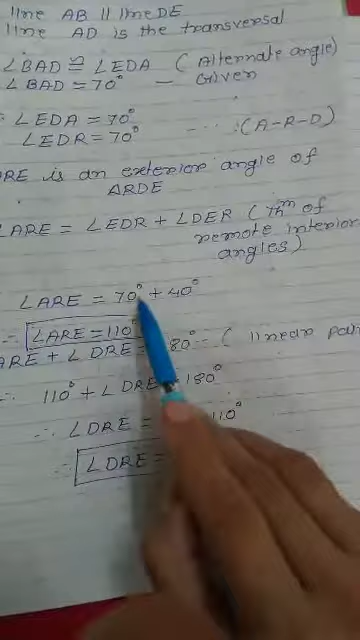 line AB || line DE
line AD is the transversal
∠BAD ≅ ∠EDA (Alternate angle)
∠BAD = 70° — Given
∠EDA = 70°
∠EDR = 70° ..... (A-R-D)
is an exterior angle of
ΔRDE
∠ARE = ∠EDR + ∠DER (Thm of
remote interior
angles)
∠ARE = 70° + 40°
∴ ∠ARE = 110°
ARE + ∠DRE = 180° (linear
110° + ∠DRE = 180°
∴ ∠DRE = 110°
∴ ∠DRE =